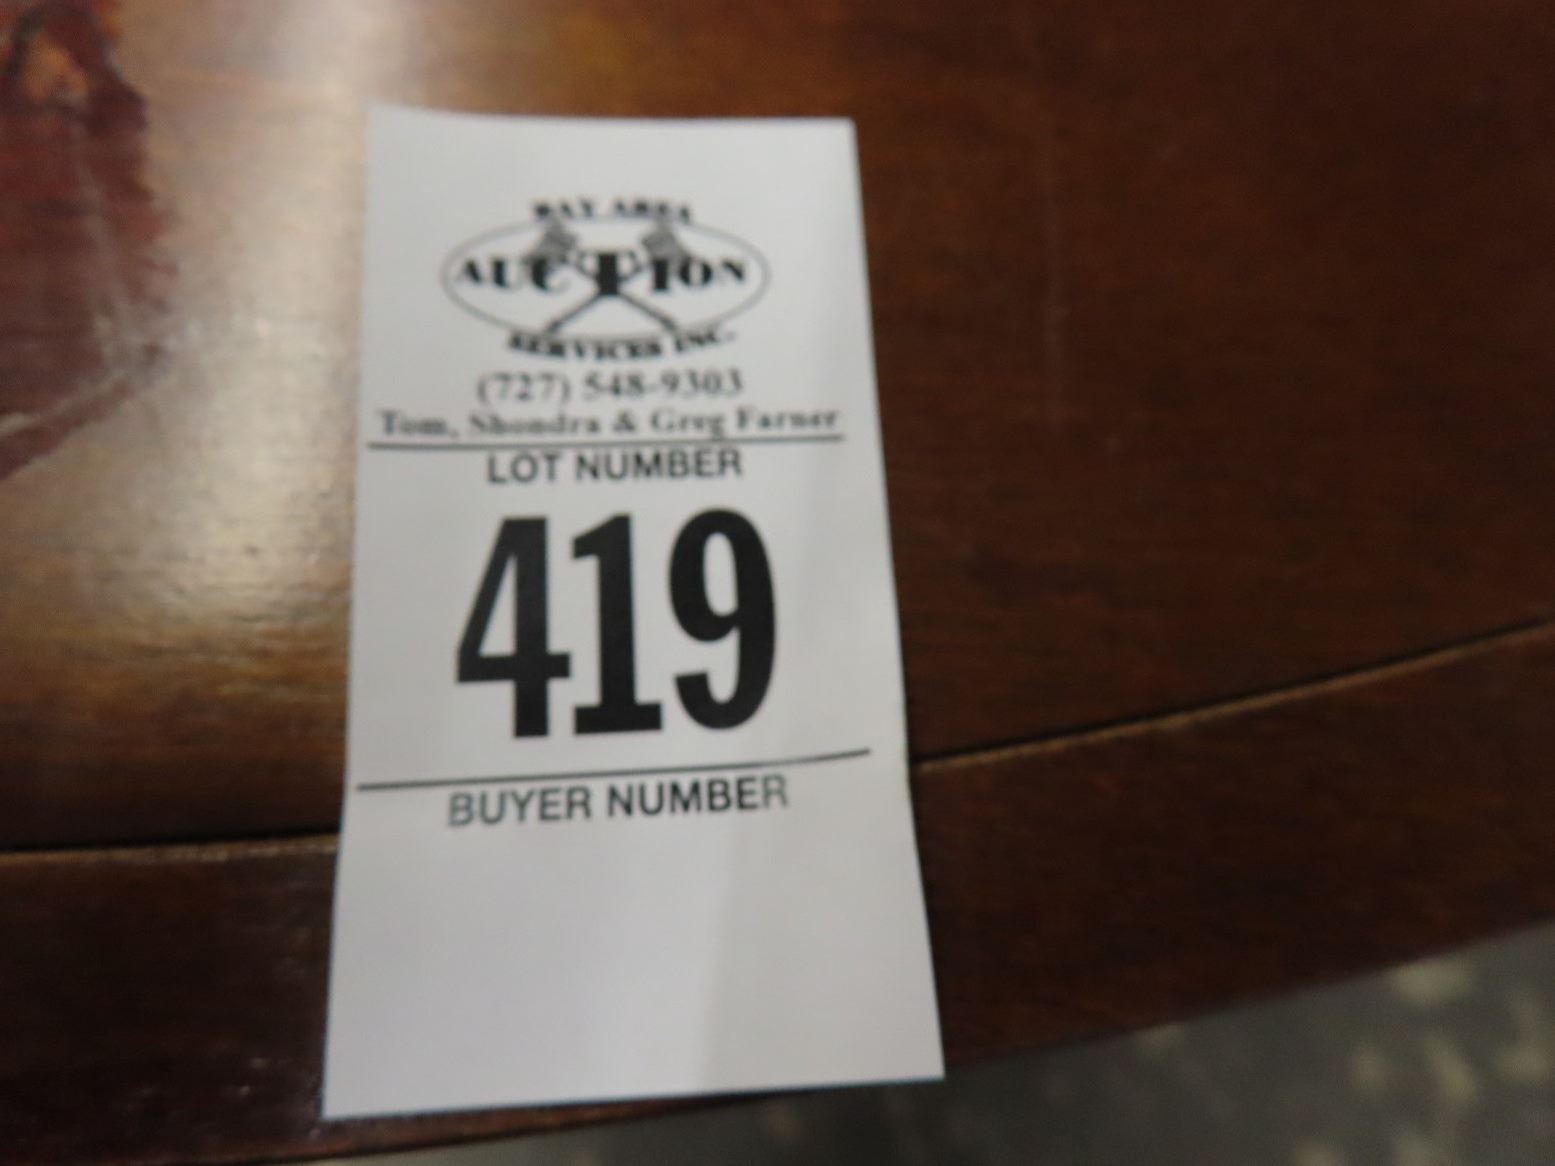 BAY AREA
AUCTION
SERVICES INC.
(727) 548-9303
Tom, Shondra & Greg Farner
LOT NUMBER
419
BUYER NUMBER